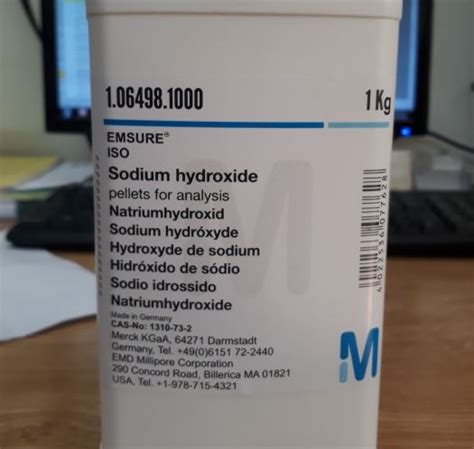 1.06498.1000
1 Kg
EMSURE®
ISO
Sodium hydroxide
pellets for analysis
Natriumhydroxid
Sodium hydróxyde
Hydroxyde de sodium
Hidróxido de sódio
Sodio idrossido
Natriumhydroxide
Made in Germany
CAS-No: 1310-73-2
Merck KGaA, 64271 Darmstadt
Germany, Tel. +49(0)6151 72-2440
EMD Millipore Corporation
290 Concord Road, Billerica MA 01821
USA, Tel. +1-978-715-4321
4022536077628
M